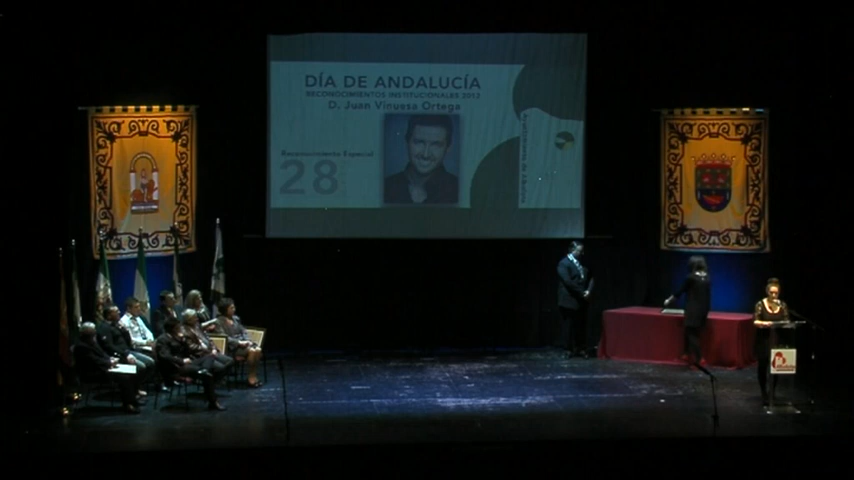 DÍA DE ANDALUCÍA
RECONOCIMIENTOS INSTITUCIONALES 2013
D. Juan Vinuesa Ortega
Reconocimiento Especial
28